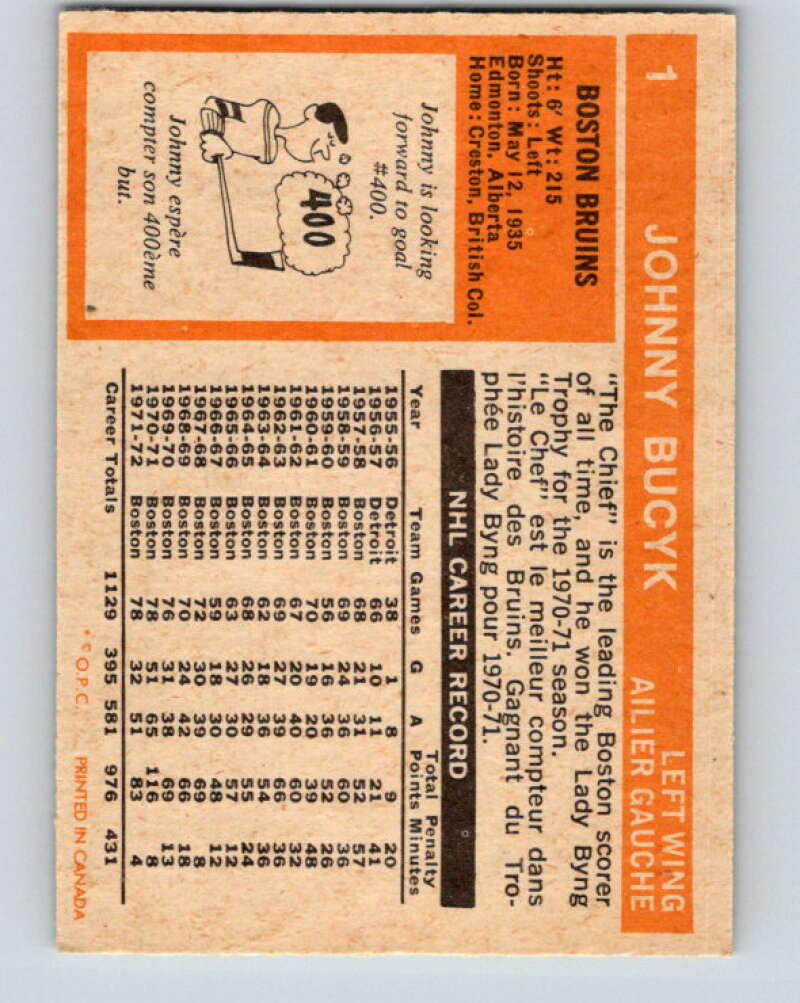 1 JOHNNY BUCYK LEFT WING
AILIER GAUCHE
BOSTON BRUINS
Ht: 6' Wt: 215
Shoots: Left
Born: May 12, 1935
Edmonton, Alberta
Home: Creston, British Col.
Johnny is looking
forward to goal
#400.
400
Johnny espère
compter son 400ème
but.
"The Chief" is the leading Boston scorer
of all time, and he won the Lady Byng
Trophy for the 1970-71 season.
"Le Chef" est le meilleur compteur dans
l'histoire des Bruins. Gagnant du Tro-
phée Lady Byng pour 1970-71.
NHL CAREER RECORD
Total Penalty
Year Team Games G A Points Minutes
1955-56 Detroit 38 1 8 9 20
1956-57 Detroit 66 10 11 21 41
1957-58 Boston 68 21 31 52 57
1958-59 Boston 69 24 36 60 36
1959-60 Boston 56 16 36 52 26
1960-61 Boston 70 19 20 39 48
1961-62 Boston 67 20 40 60 32
1962-63 Boston 69 27 39 66 36
1963-64 Boston 62 18 36 54 36
1964-65 Boston 68 26 29 55 24
1965-66 Boston 63 27 30 57 12
1966-67 Boston 59 18 30 48 12
1967-68 Boston 72 30 39 69 8
1968-69 Boston 70 24 42 66 18
1969-70 Boston 76 31 38 69 13
1970-71 Boston 78 51 65 116 8
1971-72 Boston 78 32 51 83 4
Career Totals 1129 395 581 976 431
* © O.P.C. PRINTED IN CANADA